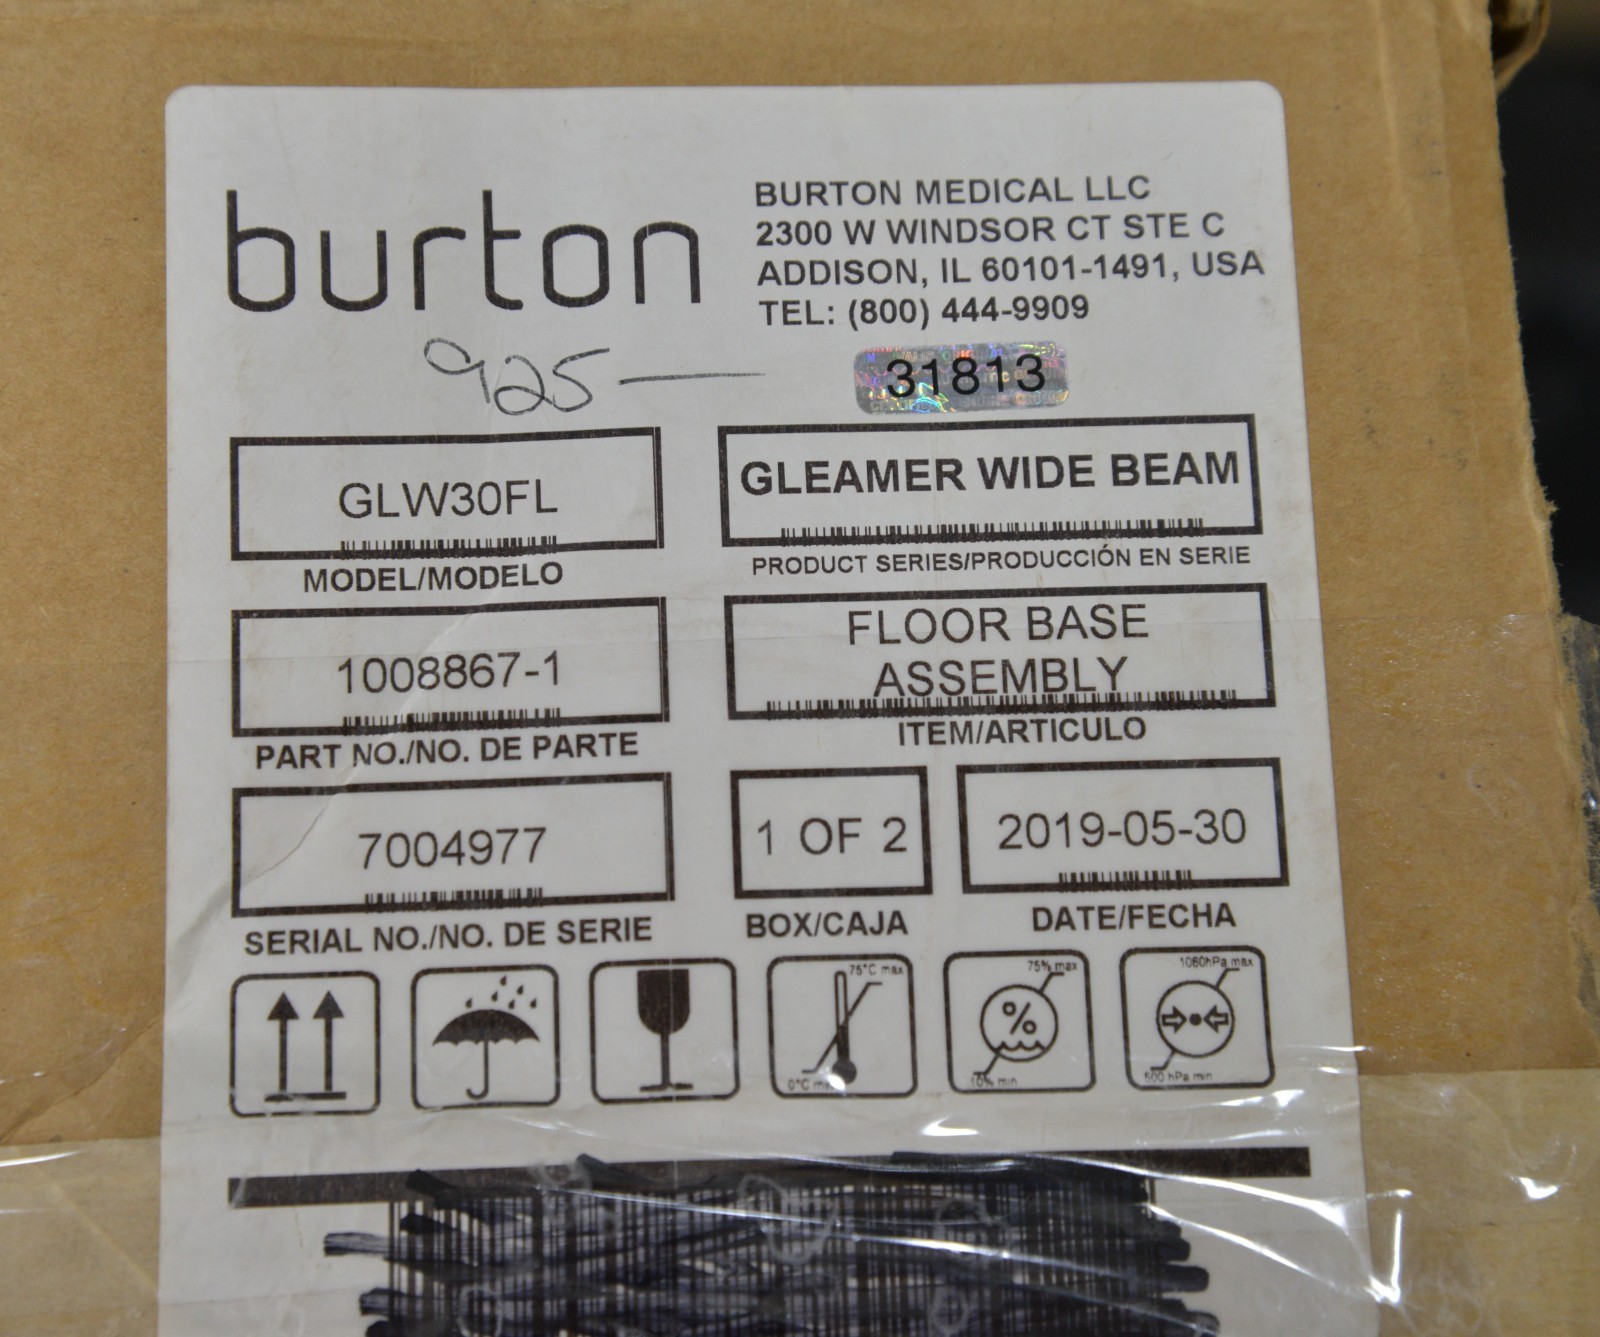 burton
BURTON MEDICAL LLC
2300 W WINDSOR CT STE C
ADDISON, IL 60101-1491, USA
TEL: (800) 444-9909
925—
31813
GLW30FL
MODEL/MODELO
GLEAMER WIDE BEAM
PRODUCT SERIES/PRODUCCIÓN EN SERIE
1008867-1
PART NO./NO. DE PARTE
FLOOR BASE
ASSEMBLY
ITEM/ARTICULO
7004977
SERIAL NO./NO. DE SERIE
1 OF 2
BOX/CAJA
2019-05-30
DATE/FECHA
75°C max
0°C
75% max
%
10% min
1060hPa max
500 hPa min